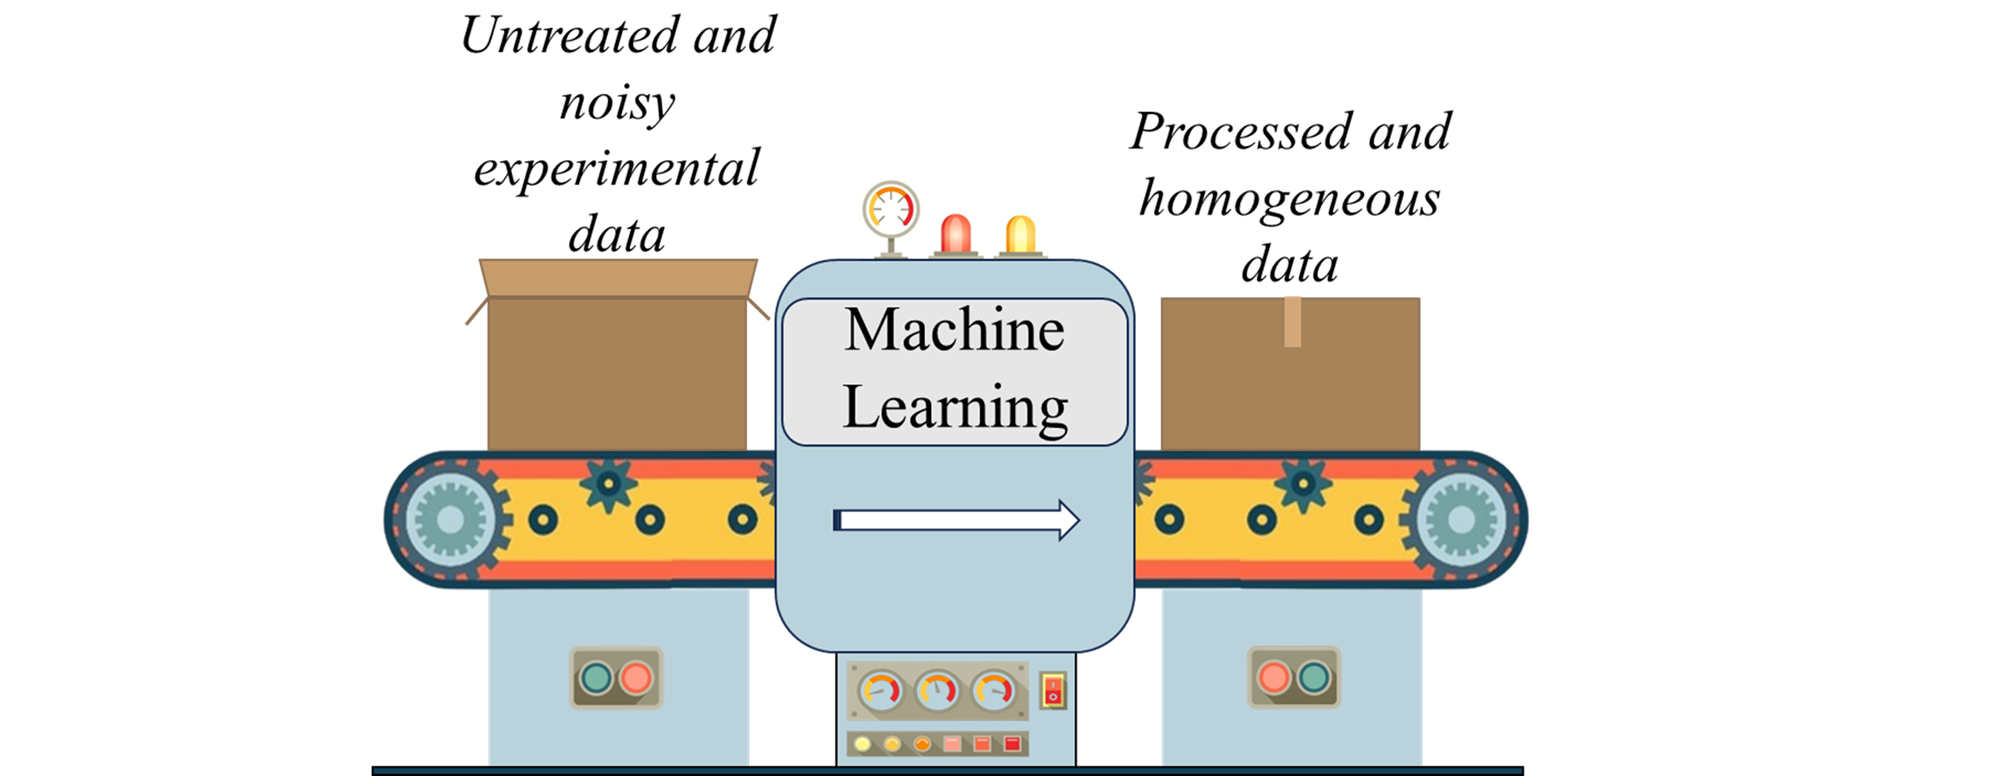 Untreated and
noisy
experimental
data
Machine
Learning
Processed and
homogeneous
data